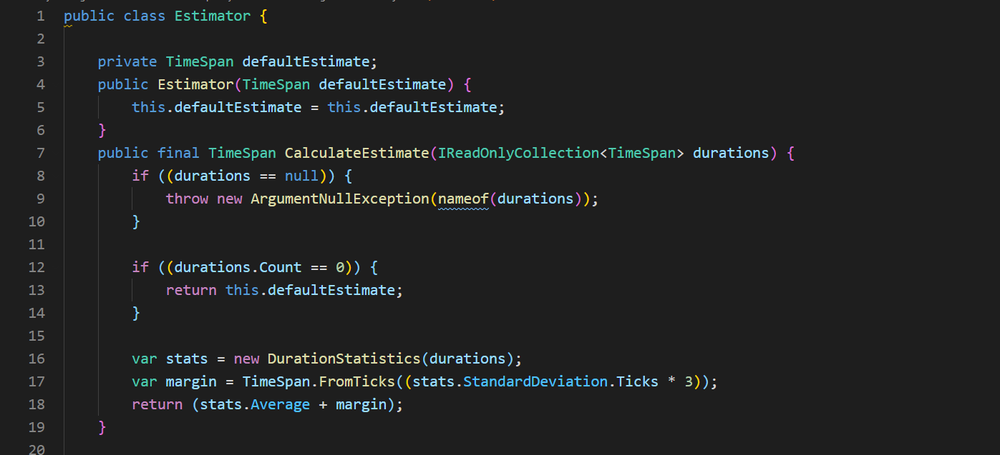 1 public class Estimator {
2
3 private TimeSpan defaultEstimate;
4 public Estimator(TimeSpan defaultEstimate) {
5 this.defaultEstimate = this.defaultEstimate;
6 }
7 public final TimeSpan CalculateEstimate(IReadOnlyCollection<TimeSpan> durations) {
8 if ((durations == null)) {
9 throw new ArgumentNullException(nameof(durations));
10 }
11
12 if ((durations.Count == 0)) {
13 return this.defaultEstimate;
14 }
15
16 var stats = new DurationStatistics(durations);
17 var margin = TimeSpan.FromTicks((stats.StandardDeviation.Ticks * 3));
18 return (stats.Average + margin);
19 }
20